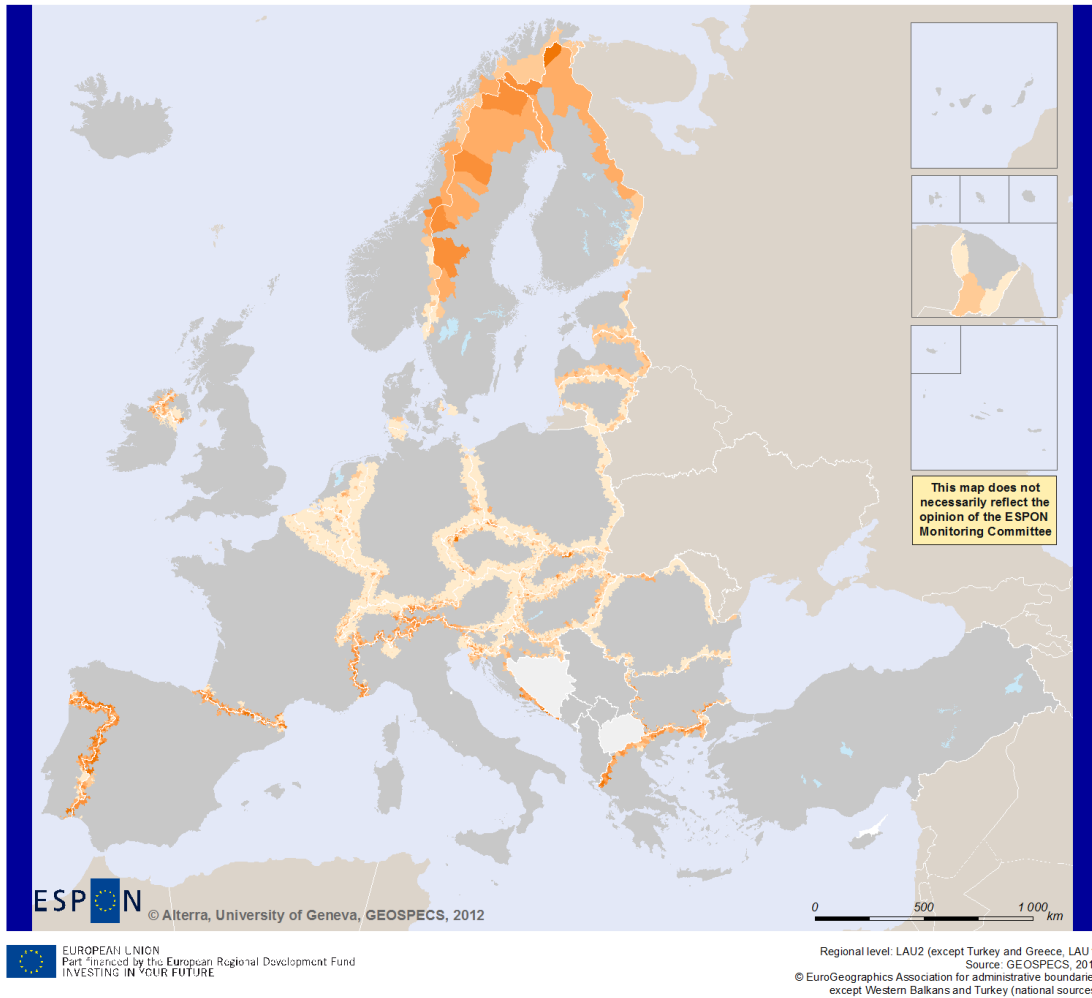 This map does not
necessarily reflect the
opinion of the ESPON
Monitoring Committee
ESPON
© Alterra, University of Geneva, GEOSPECS, 2012
0 500 1 000 km
EUROPEAN UNION
Part financed by the European Regional Development Fund
INVESTING IN YOUR FUTURE
Regional level: LAU2 (except Turkey and Greece, LAU
Source: GEOSPECS, 201
© EuroGeographics Association for administrative boundarie
except Western Balkans and Turkey (national sources